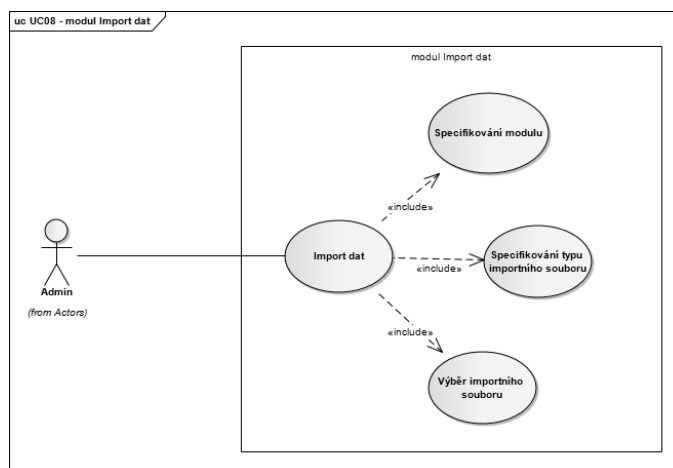 uc UC08 - modul Import dat
modul Import dat
Specifikování modulu
«include»
Import dat
Specifikování typu
importního souboru
«include»
Admin
(from Actors)
«include»
Výběr importního
souboru